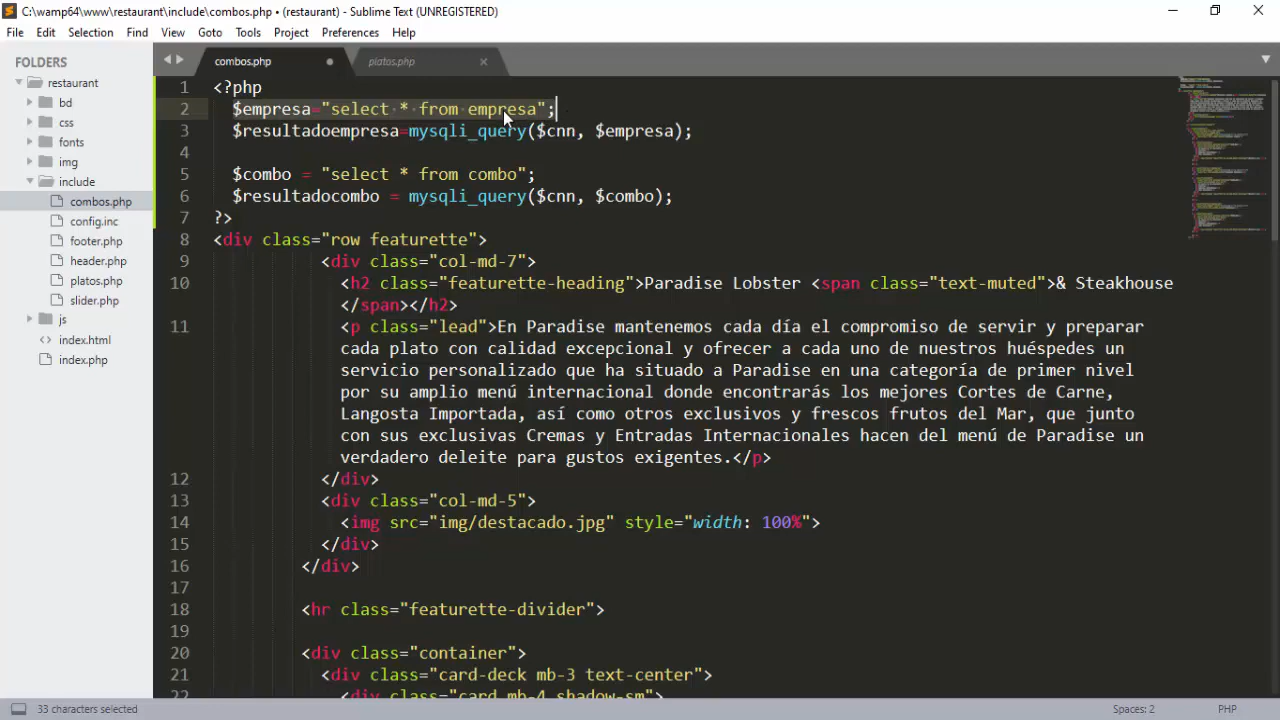 C:\wamp64\www\restaurant\include\combos.php • (restaurant) - Sublime Text (UNREGISTERED)
File Edit Selection Find View Goto Tools Project Preferences Help
FOLDERS
restaurant
bd
css
fonts
img
include
combos.php
config.inc
footer.php
header.php
platos.php
slider.php
js
index.html
index.php
combos.php platos.php
1 <?php
2 $empresa="select * from empresa";
3 $resultadoempresa=mysqli_query($cnn, $empresa);
4
5 $combo = "select * from combo";
6 $resultadocombo = mysqli_query($cnn, $combo);
7 ?>
8 <div class="row featurette">
9 <div class="col-md-7">
10 <h2 class="featurette-heading">Paradise Lobster <span class="text-muted">& Steakhouse
</span></h2>
11 <p class="lead">En Paradise mantenemos cada día el compromiso de servir y preparar
cada plato con calidad excepcional y ofrecer a cada uno de nuestros huéspedes un
servicio personalizado que ha situado a Paradise en una categoría de primer nivel
por su amplio menú internacional donde encontrarás los mejores Cortes de Carne,
Langosta Importada, así como otros exclusivos y frescos frutos del Mar, que junto
con sus exclusivas Cremas y Entradas Internacionales hacen del menú de Paradise un
verdadero deleite para gustos exigentes.</p>
12 </div>
13 <div class="col-md-5">
14 <img src="img/destacado.jpg" style="width: 100%">
15 </div>
16 </div>
17
18 <hr class="featurette-divider">
19
20 <div class="container">
21 <div class="card-deck mb-3 text-center">
22 <div class="card mb-4 shadow-sm">
33 characters selected
Spaces: 2
PHP